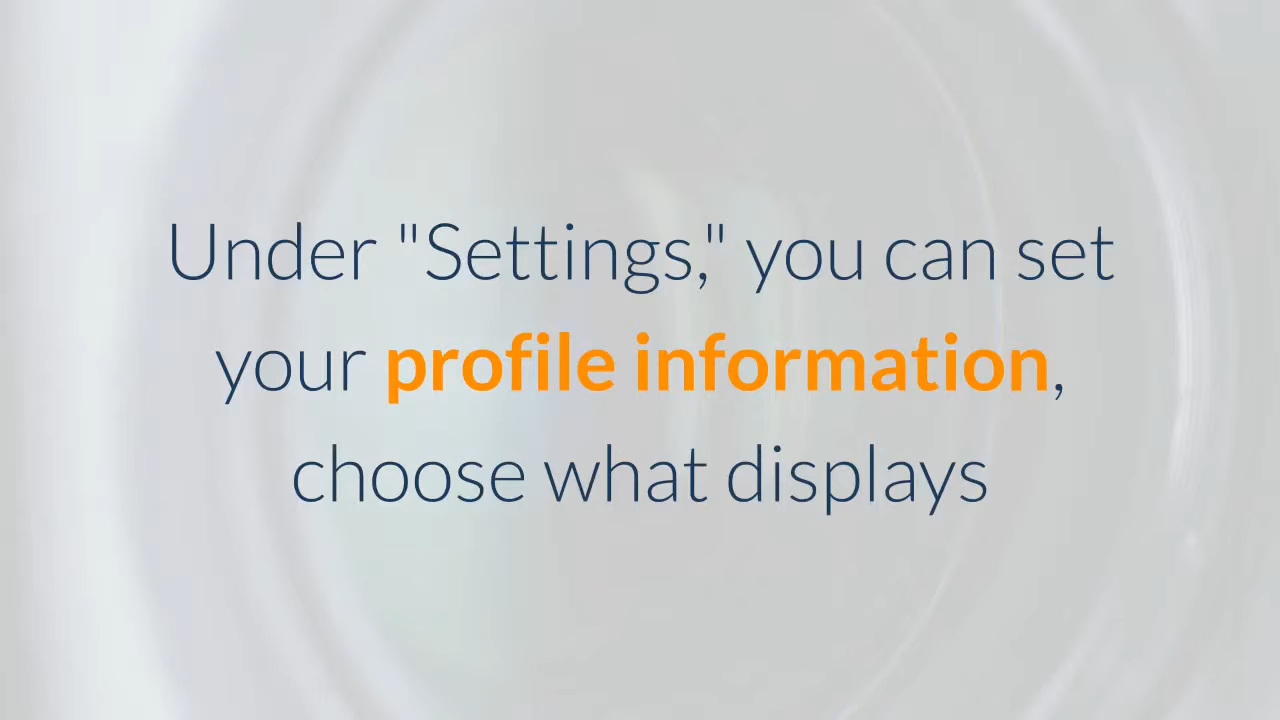 Under "Settings," you can set
your profile information,
choose what displays